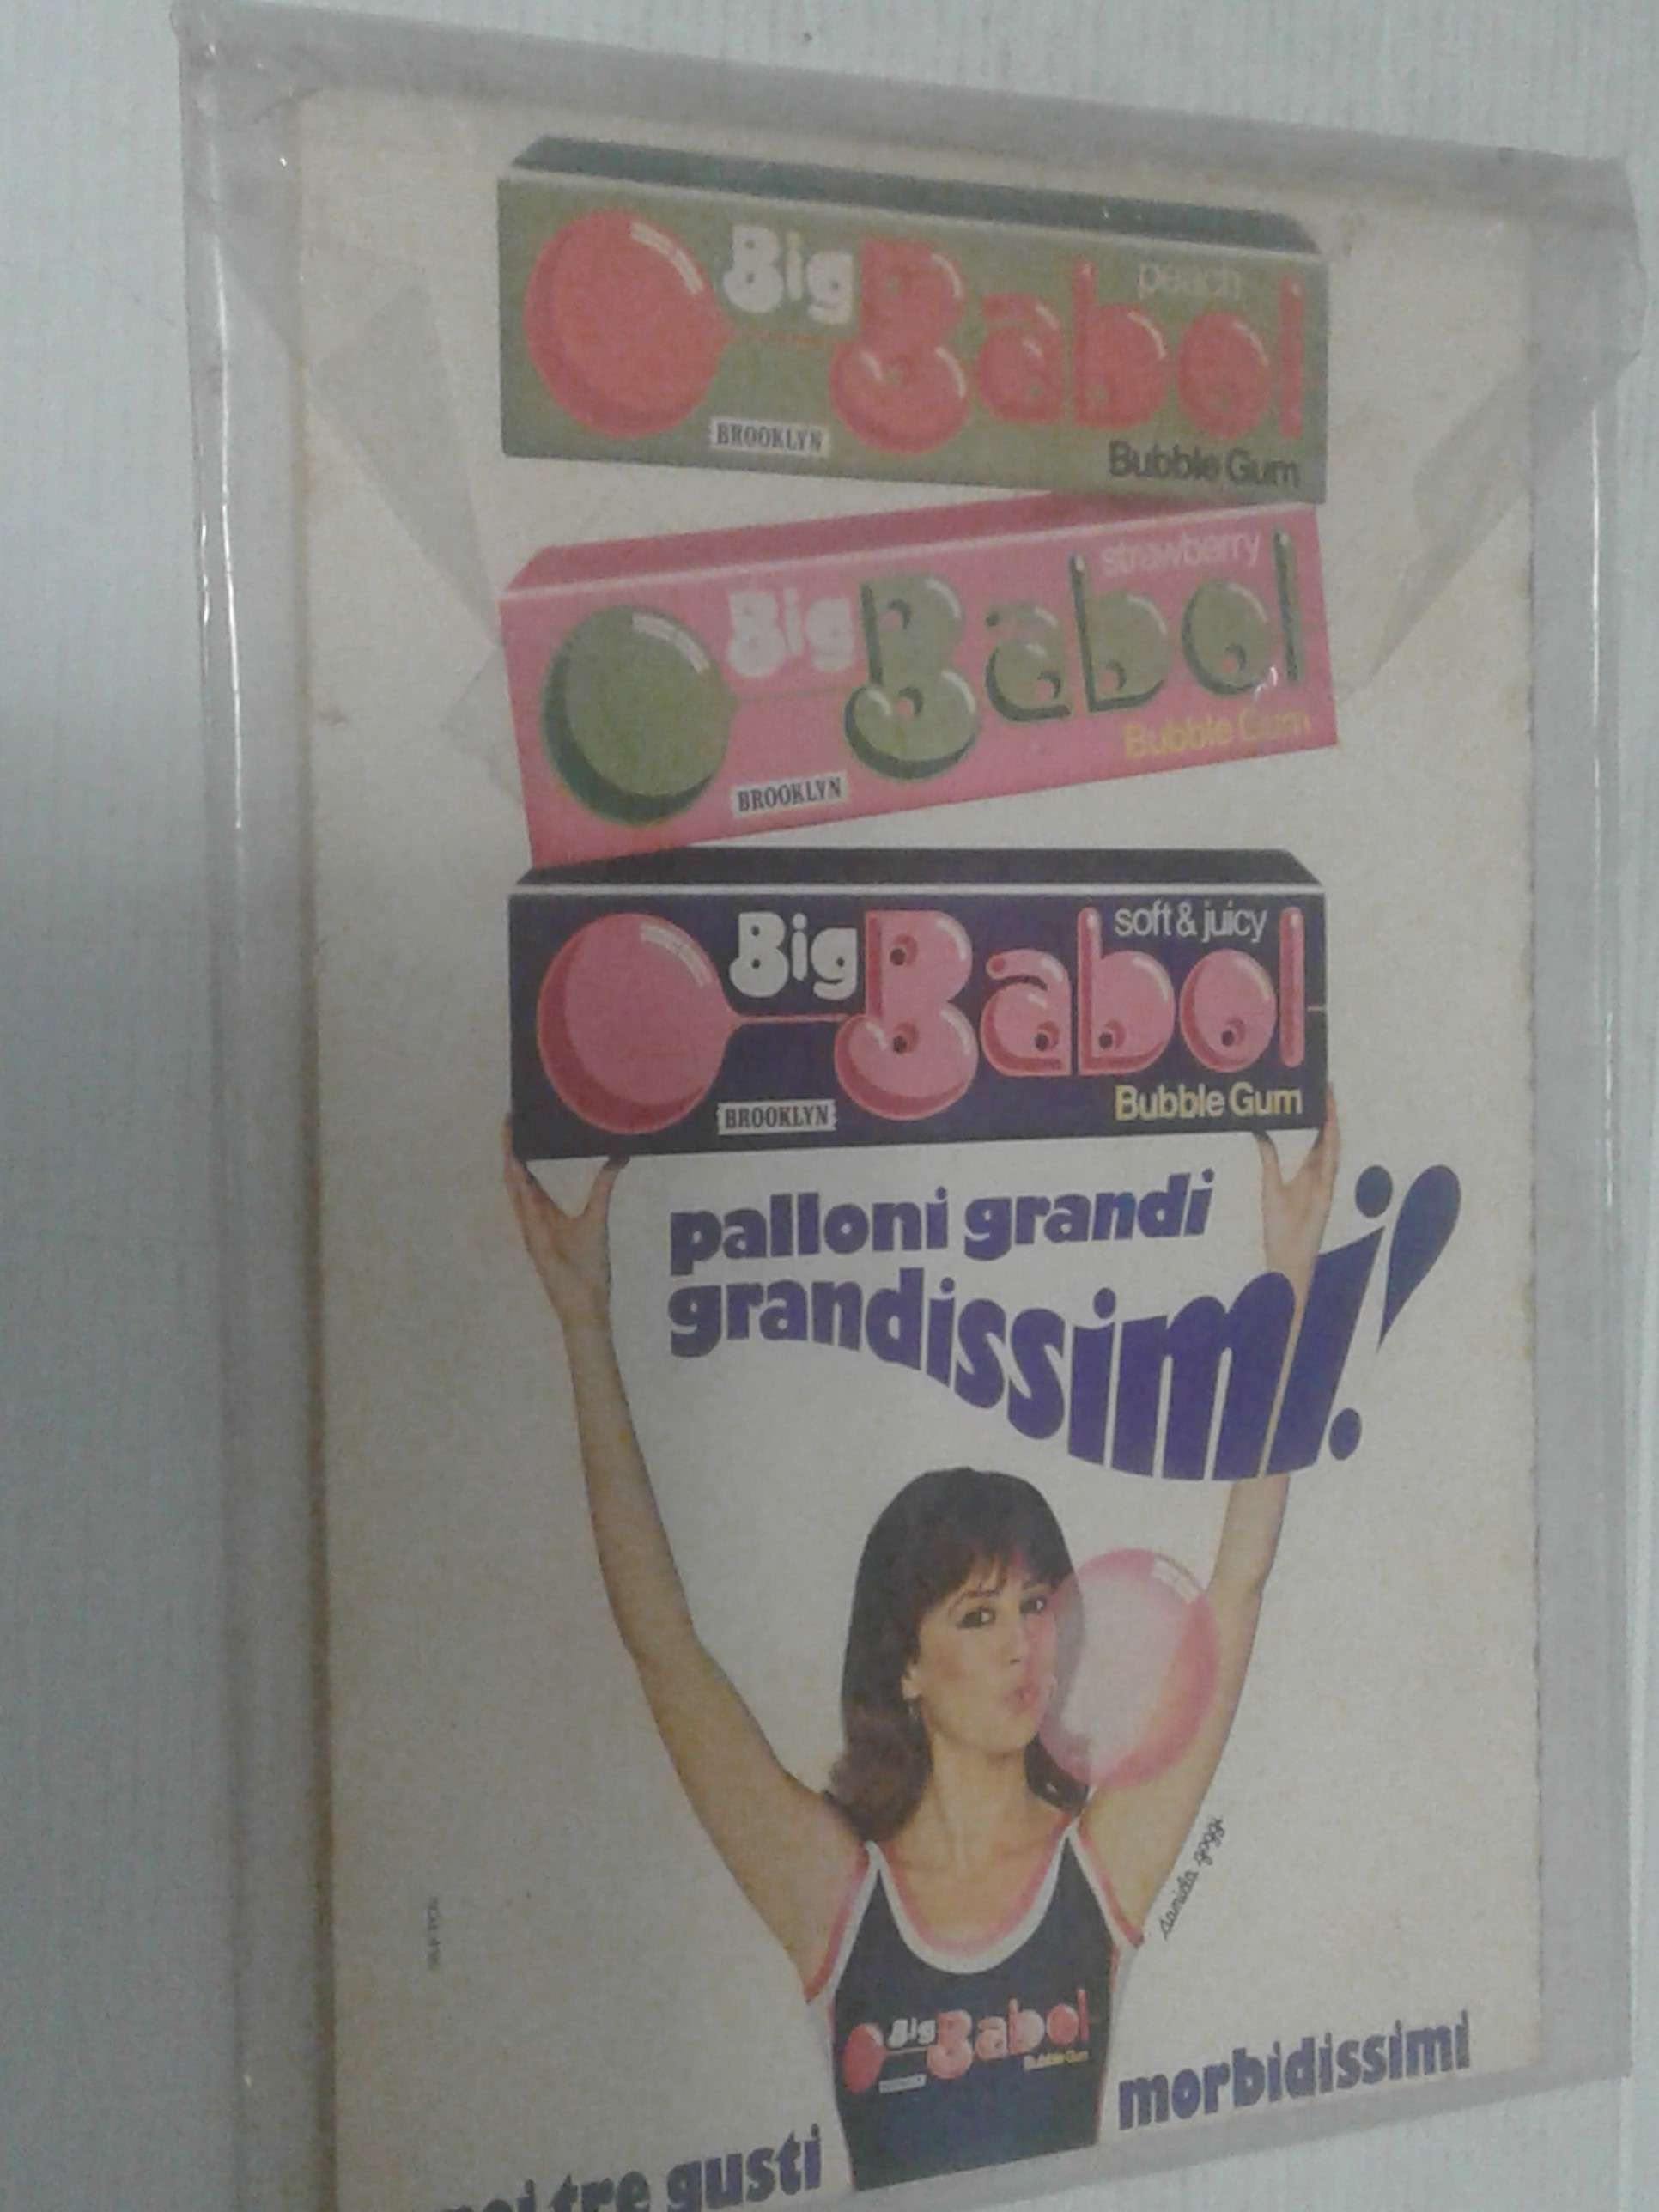 Big Babol
peach
BROOKLYN
Bubble Gum
Big Babol
strawberry
BROOKLYN
Bubble Gum
Big Babol
soft & juicy
BROOKLYN
Bubble Gum
palloni grandi
grandissimi!
daniela goggi
Big Babol
Bubble Gum
tre gusti
morbidissimi